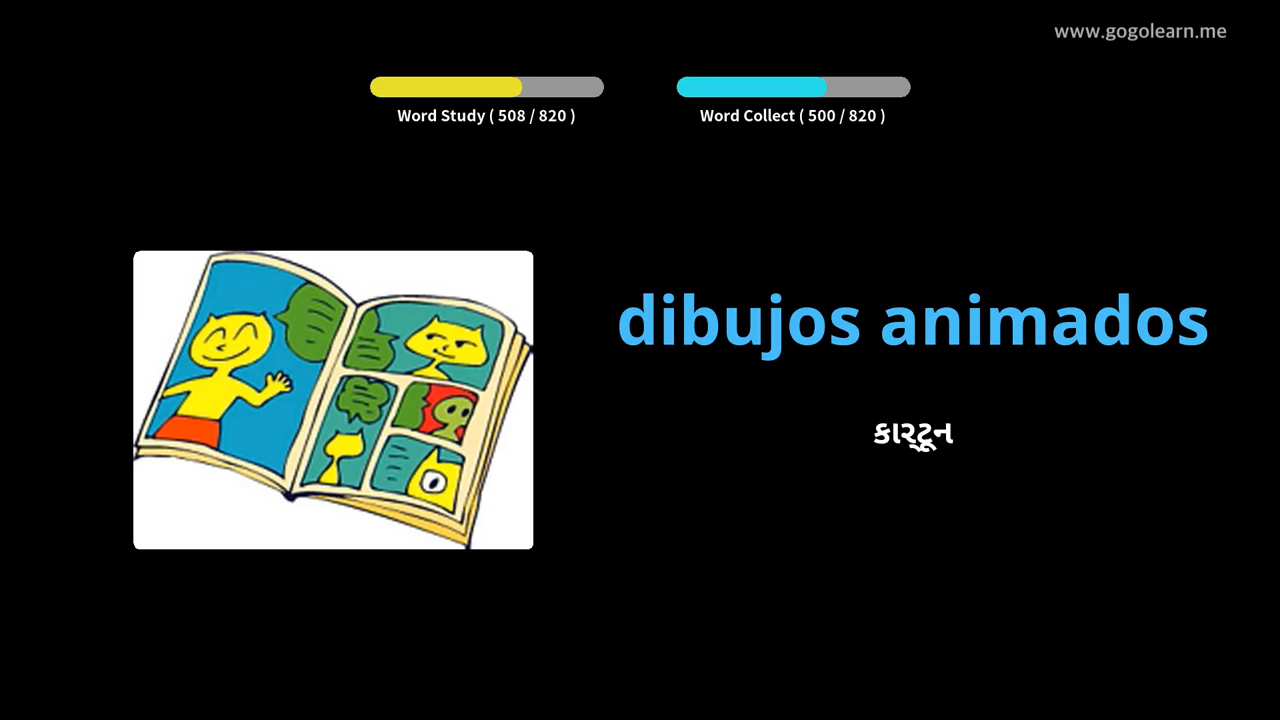 www.gogolearn.me
Word Study ( 508 / 820 )
Word Collect ( 500 / 820 )
dibujos animados
કાર્ટૂન